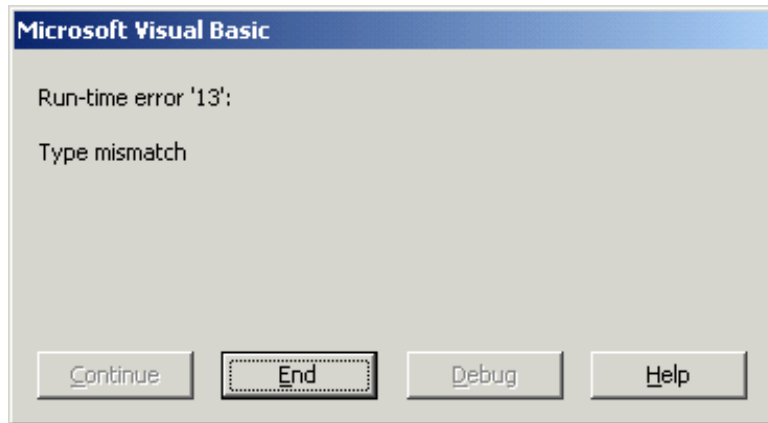 Microsoft Visual Basic
Run-time error '13':
Type mismatch
Continue End Debug Help